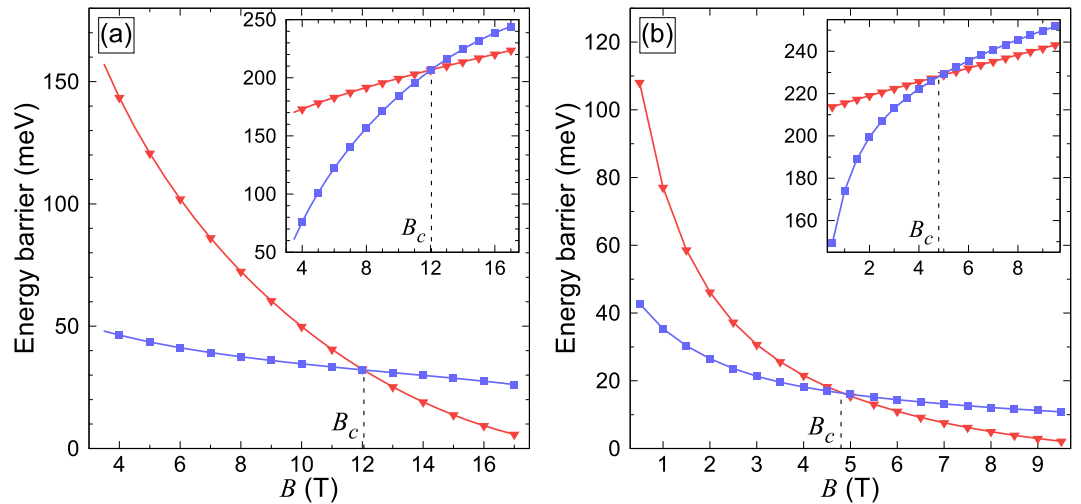 (a)
Energy barrier (meV)
150
100
50
0
4 6 8 10 12 14 16
B (T)
B_c
250
200
150
100
50
4 8 12 16
B_c
(b)
Energy barrier (meV)
120
100
80
60
40
20
0
1 2 3 4 5 6 7 8 9
B (T)
B_c
240
220
200
180
160
2 4 6 8
B_c